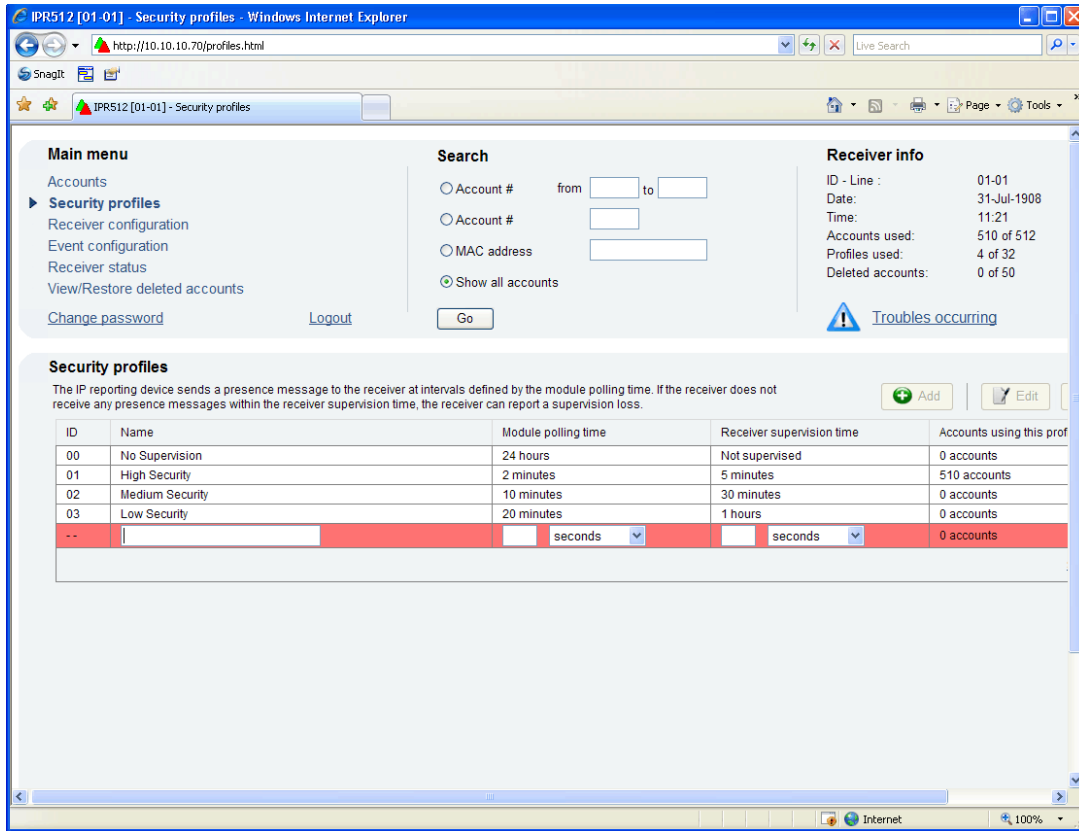 IPR512 [01-01] - Security profiles - Windows Internet Explorer
http://10.10.10.70/profiles.html
Live Search
SnagIt
IPR512 [01-01] - Security profiles
Page
Tools
Main menu
Accounts
Security profiles
Receiver configuration
Event configuration
Receiver status
View/Restore deleted accounts
Change password
Logout
Search
Account # from to
Account #
MAC address
Show all accounts
Go
Receiver info
ID - Line : 01-01
Date: 31-Jul-1908
Time: 11:21
Accounts used: 510 of 512
Profiles used: 4 of 32
Deleted accounts: 0 of 50
Troubles occurring
Security profiles
The IP reporting device sends a presence message to the receiver at intervals defined by the module polling time. If the receiver does not
receive any presence messages within the receiver supervision time, the receiver can report a supervision loss.
Add
Edit
ID Name Module polling time Receiver supervision time Accounts using this prof
00 No Supervision 24 hours Not supervised 0 accounts
01 High Security 2 minutes 5 minutes 510 accounts
02 Medium Security 10 minutes 30 minutes 0 accounts
03 Low Security 20 minutes 1 hours 0 accounts
-- seconds seconds 0 accounts
Internet
100%